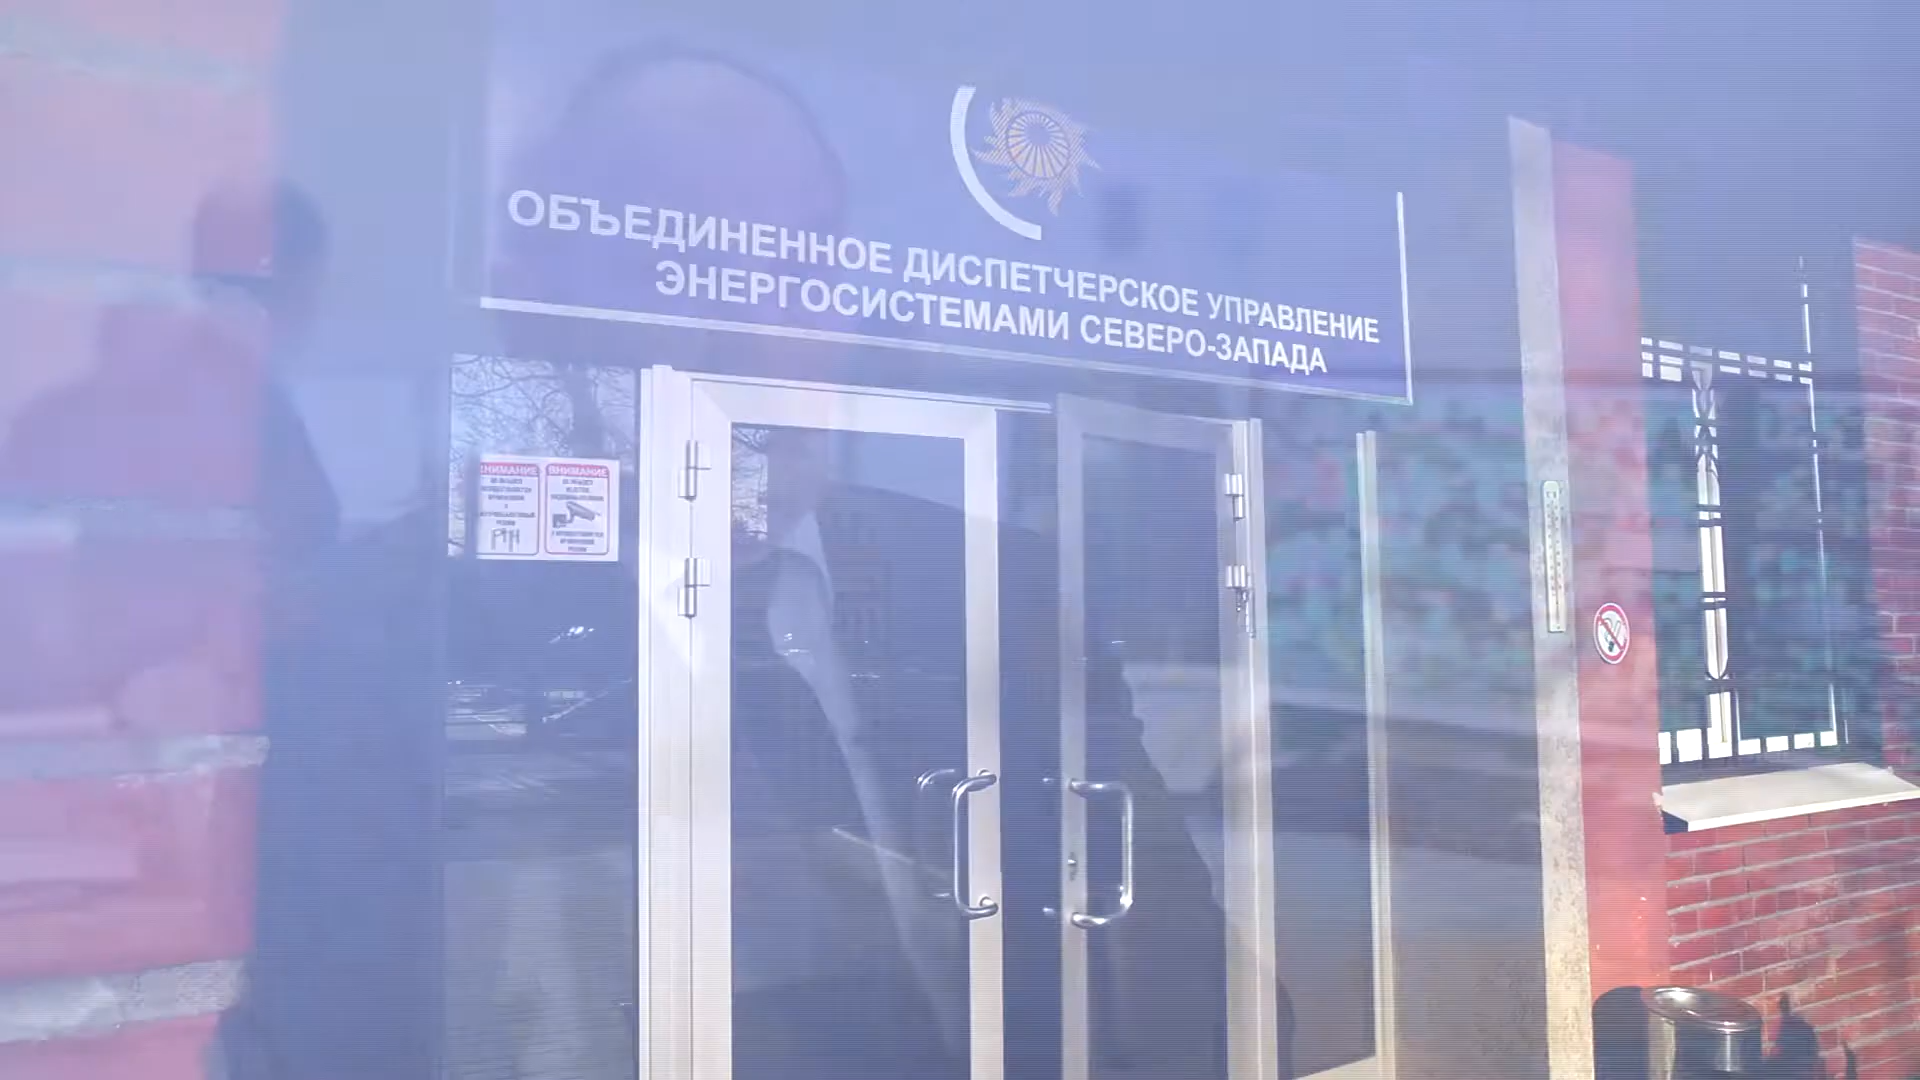 ОБЪЕДИНЕННОЕ ДИСПЕТЧЕРСКОЕ УПРАВЛЕНИЕ
ЭНЕРГОСИСТЕМАМИ СЕВЕРО-ЗАПАДА
ВНИМАНИЕ
ВНИМАНИЕ